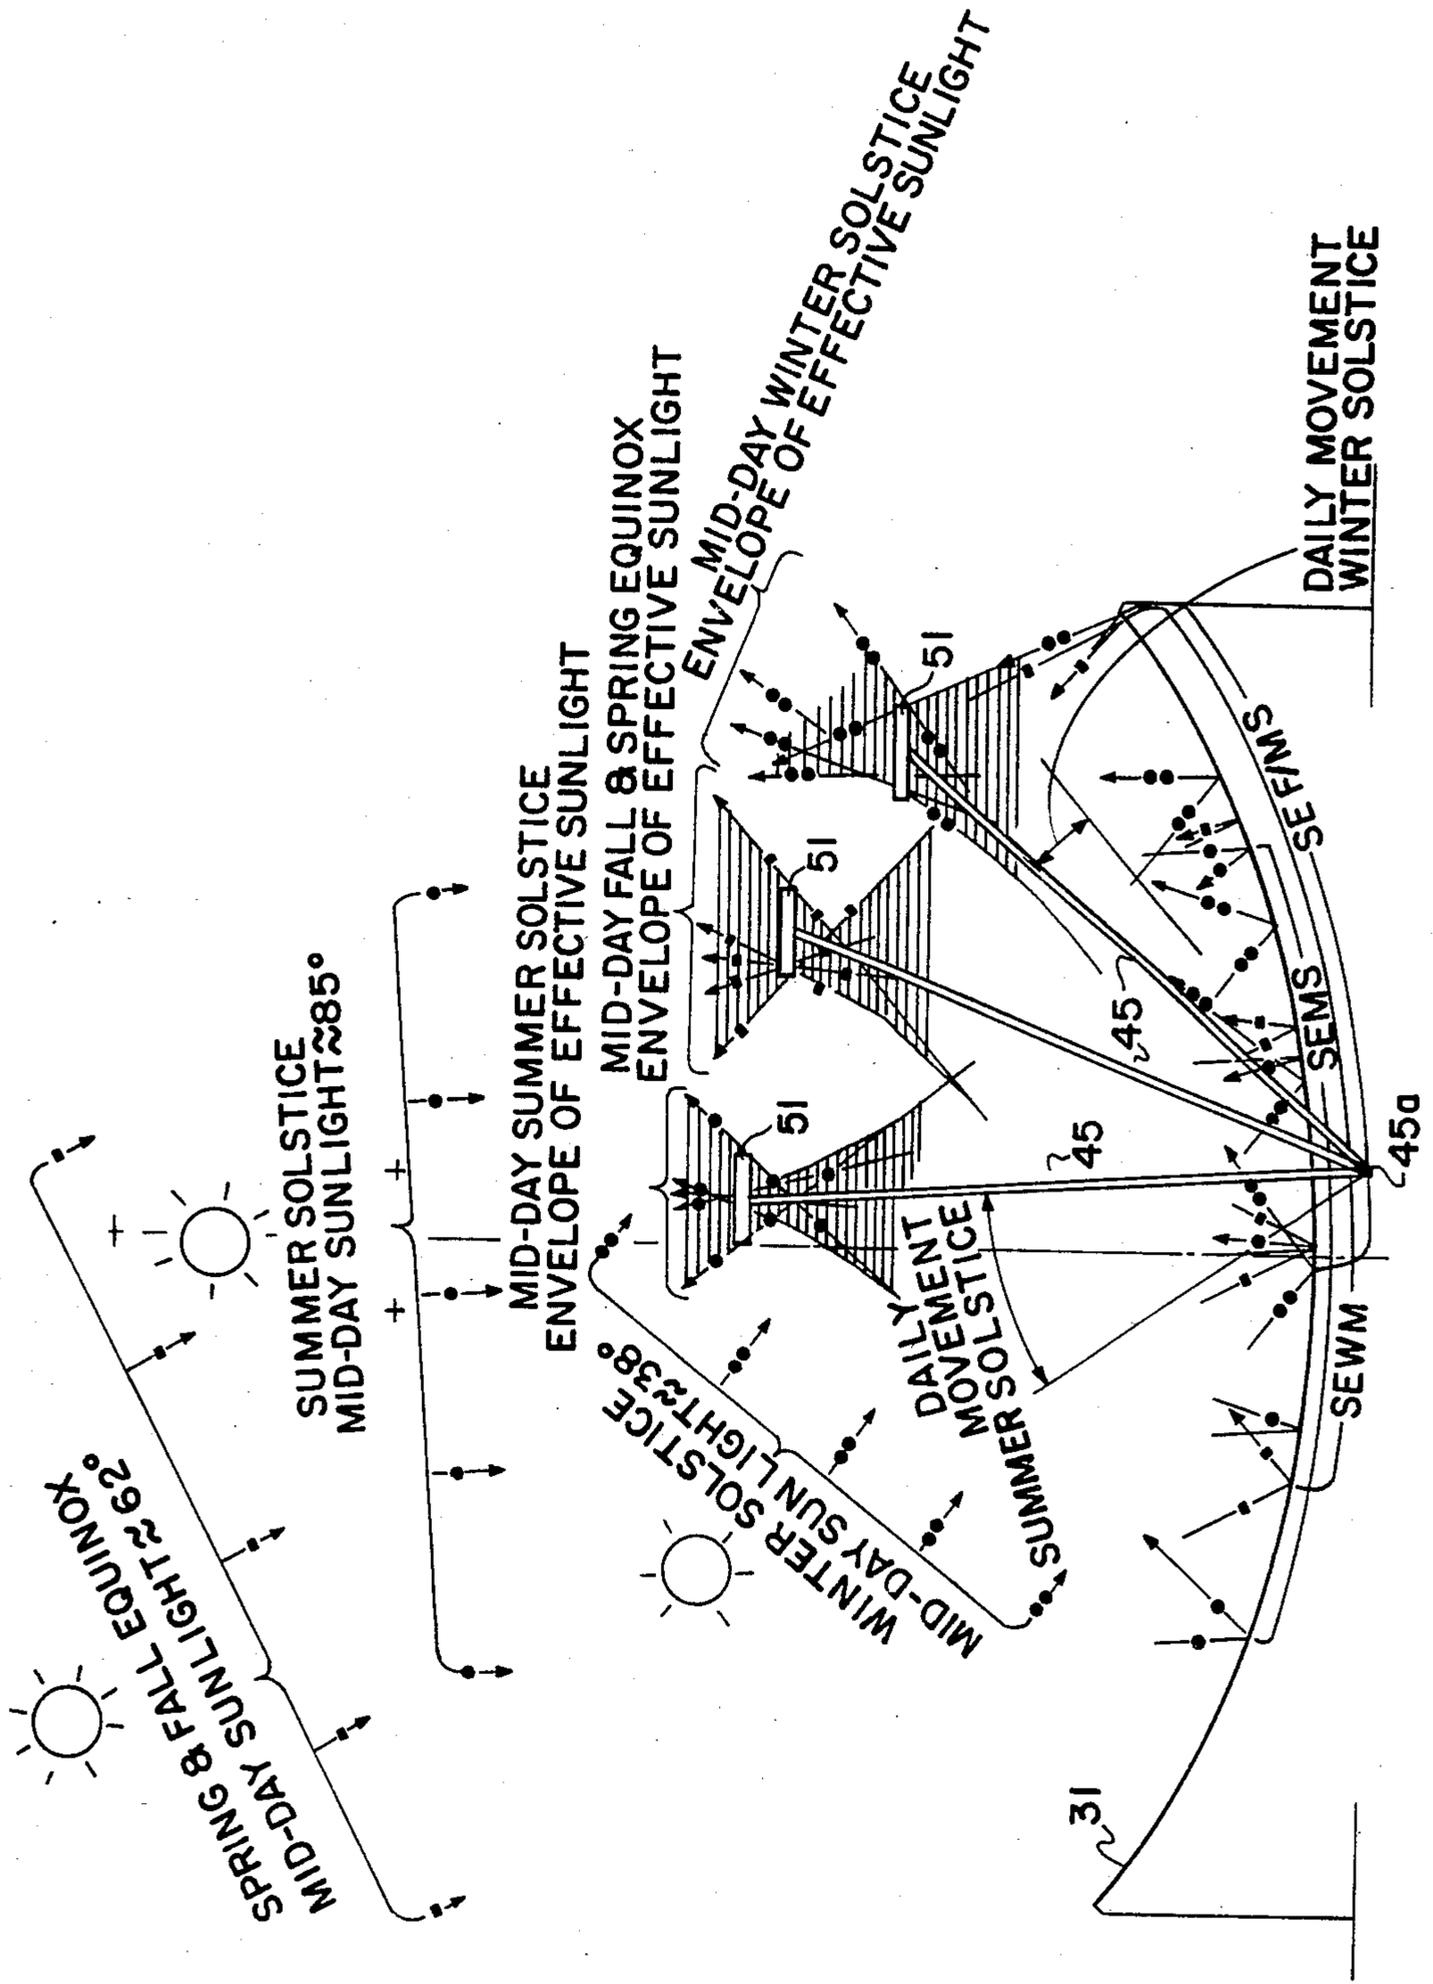 SPRING & FALL EQUINOX
MID-DAY SUNLIGHT≈62°
SUMMER SOLSTICE
MID-DAY SUNLIGHT≈85°
WINTER SOLSTICE
MID-DAY SUNLIGHT≈38°
MID-DAY SUMMER SOLSTICE
ENVELOPE OF EFFECTIVE SUNLIGHT
MID-DAY FALL & SPRING EQUINOX
ENVELOPE OF EFFECTIVE SUNLIGHT
MID-DAY WINTER SOLSTICE
ENVELOPE OF EFFECTIVE SUNLIGHT
51
51
51
DAILY
MOVEMENT
SUMMER SOLSTICE
45
45
31
SEWM
SEMS
SEF/MS
45a
DAILY MOVEMENT
WINTER SOLSTICE